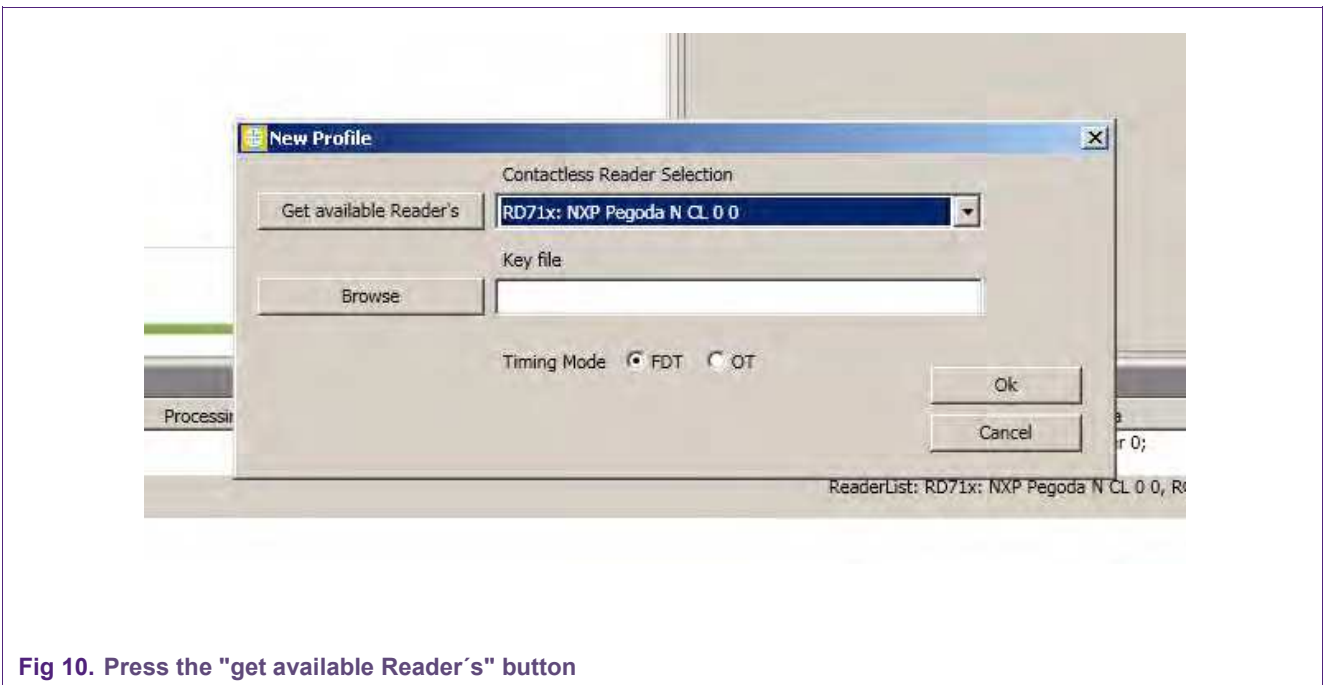 New Profile
Contactless Reader Selection
Get available Reader's
RD71x: NXP Pegoda N CL 0 0
Key file
Browse
Timing Mode FDT OT
Ok
Cancel
r 0;
ReaderList: RD71x: NXP Pegoda N CL 0 0,
Fig 10. Press the "get available Reader´s" button